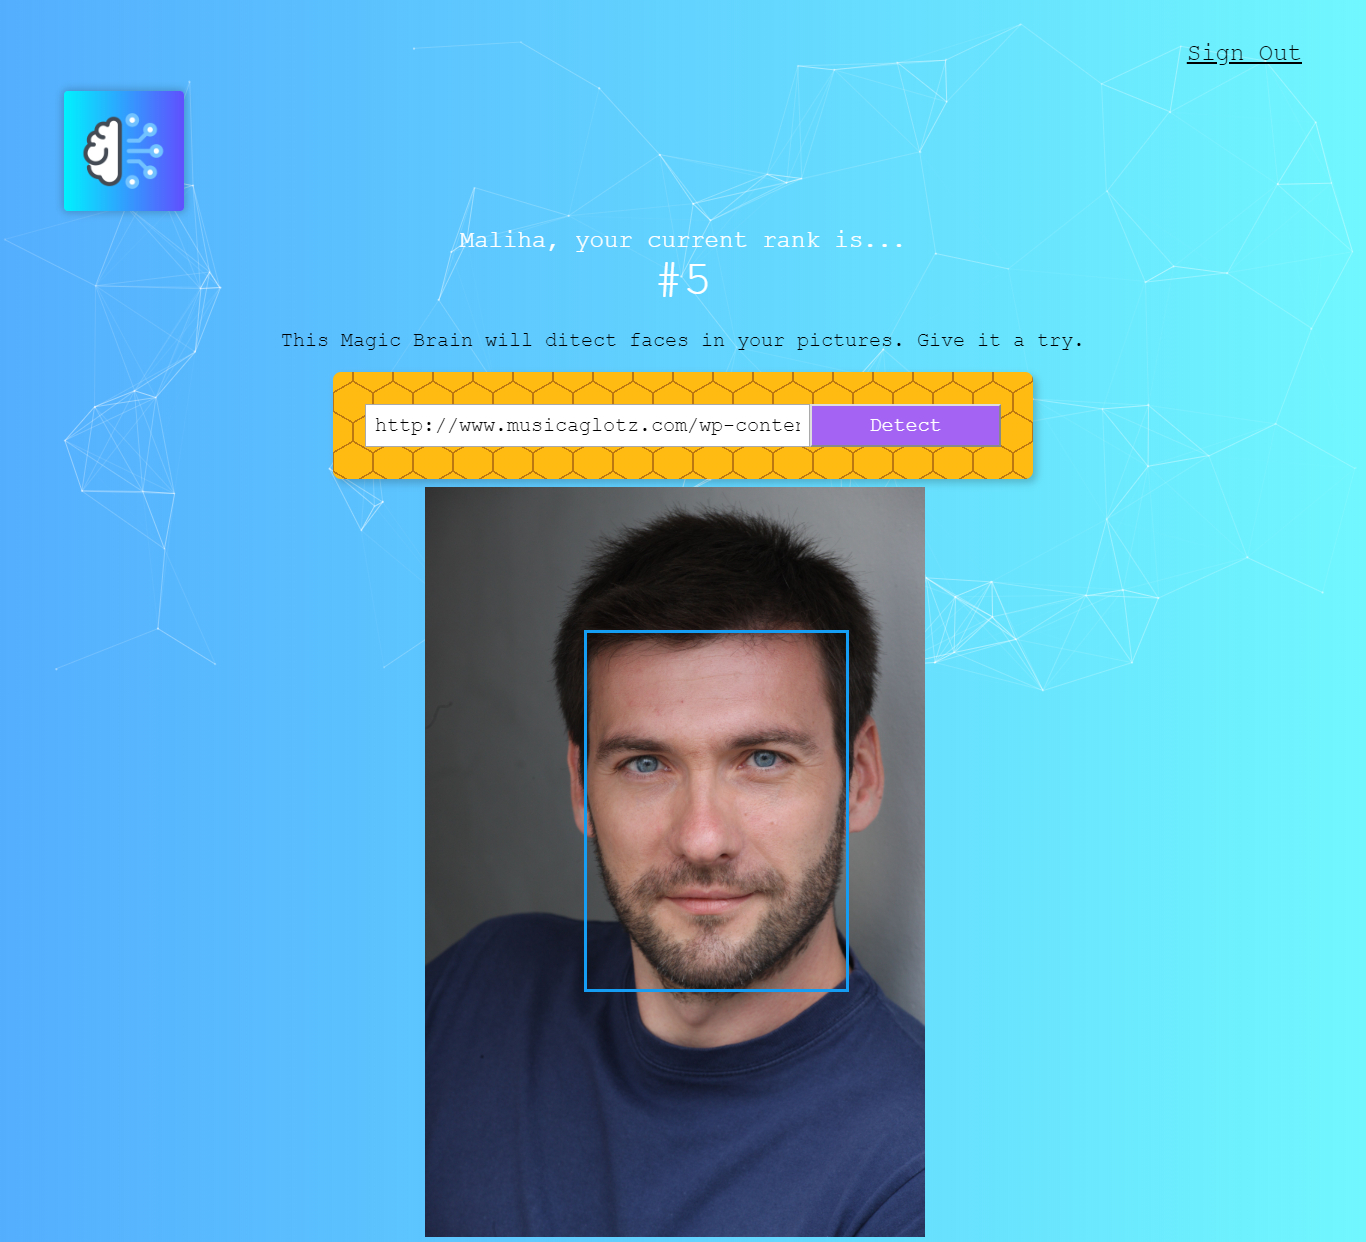 Sign Out
Maliha, your current rank is...
#5
This Magic Brain will ditect faces in your pictures. Give it a try.
http://www.musicaglotz.com/wp-conten Detect